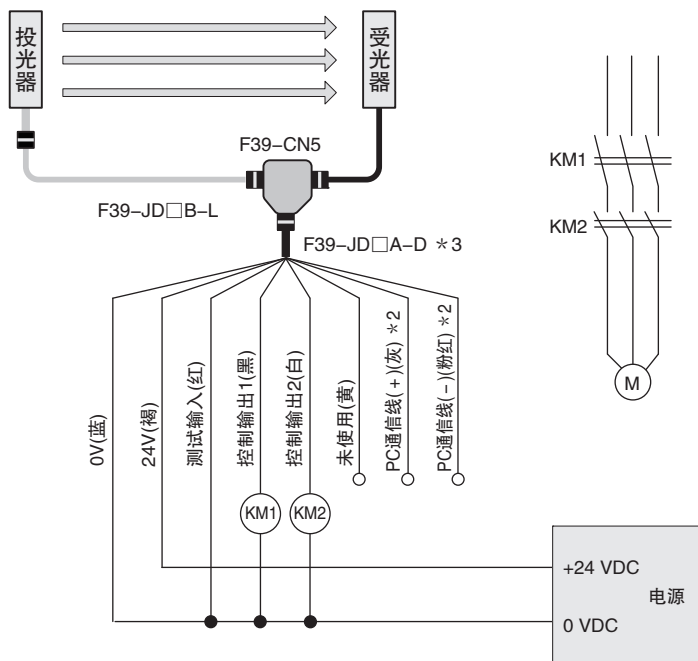 投光器
受光器
F39-CN5
F39-JD□B-L
F39-JD□A-D *3
0V(蓝)
24V(褐)
测试输入(红)
控制输出1(黑)
控制输出2(白)
未使用(黄)
PC通信线(+)(灰) *2
PC通信线(-)(粉红) *2
KM1
KM2
KM1
KM2
M
+24 VDC
电源
0 VDC